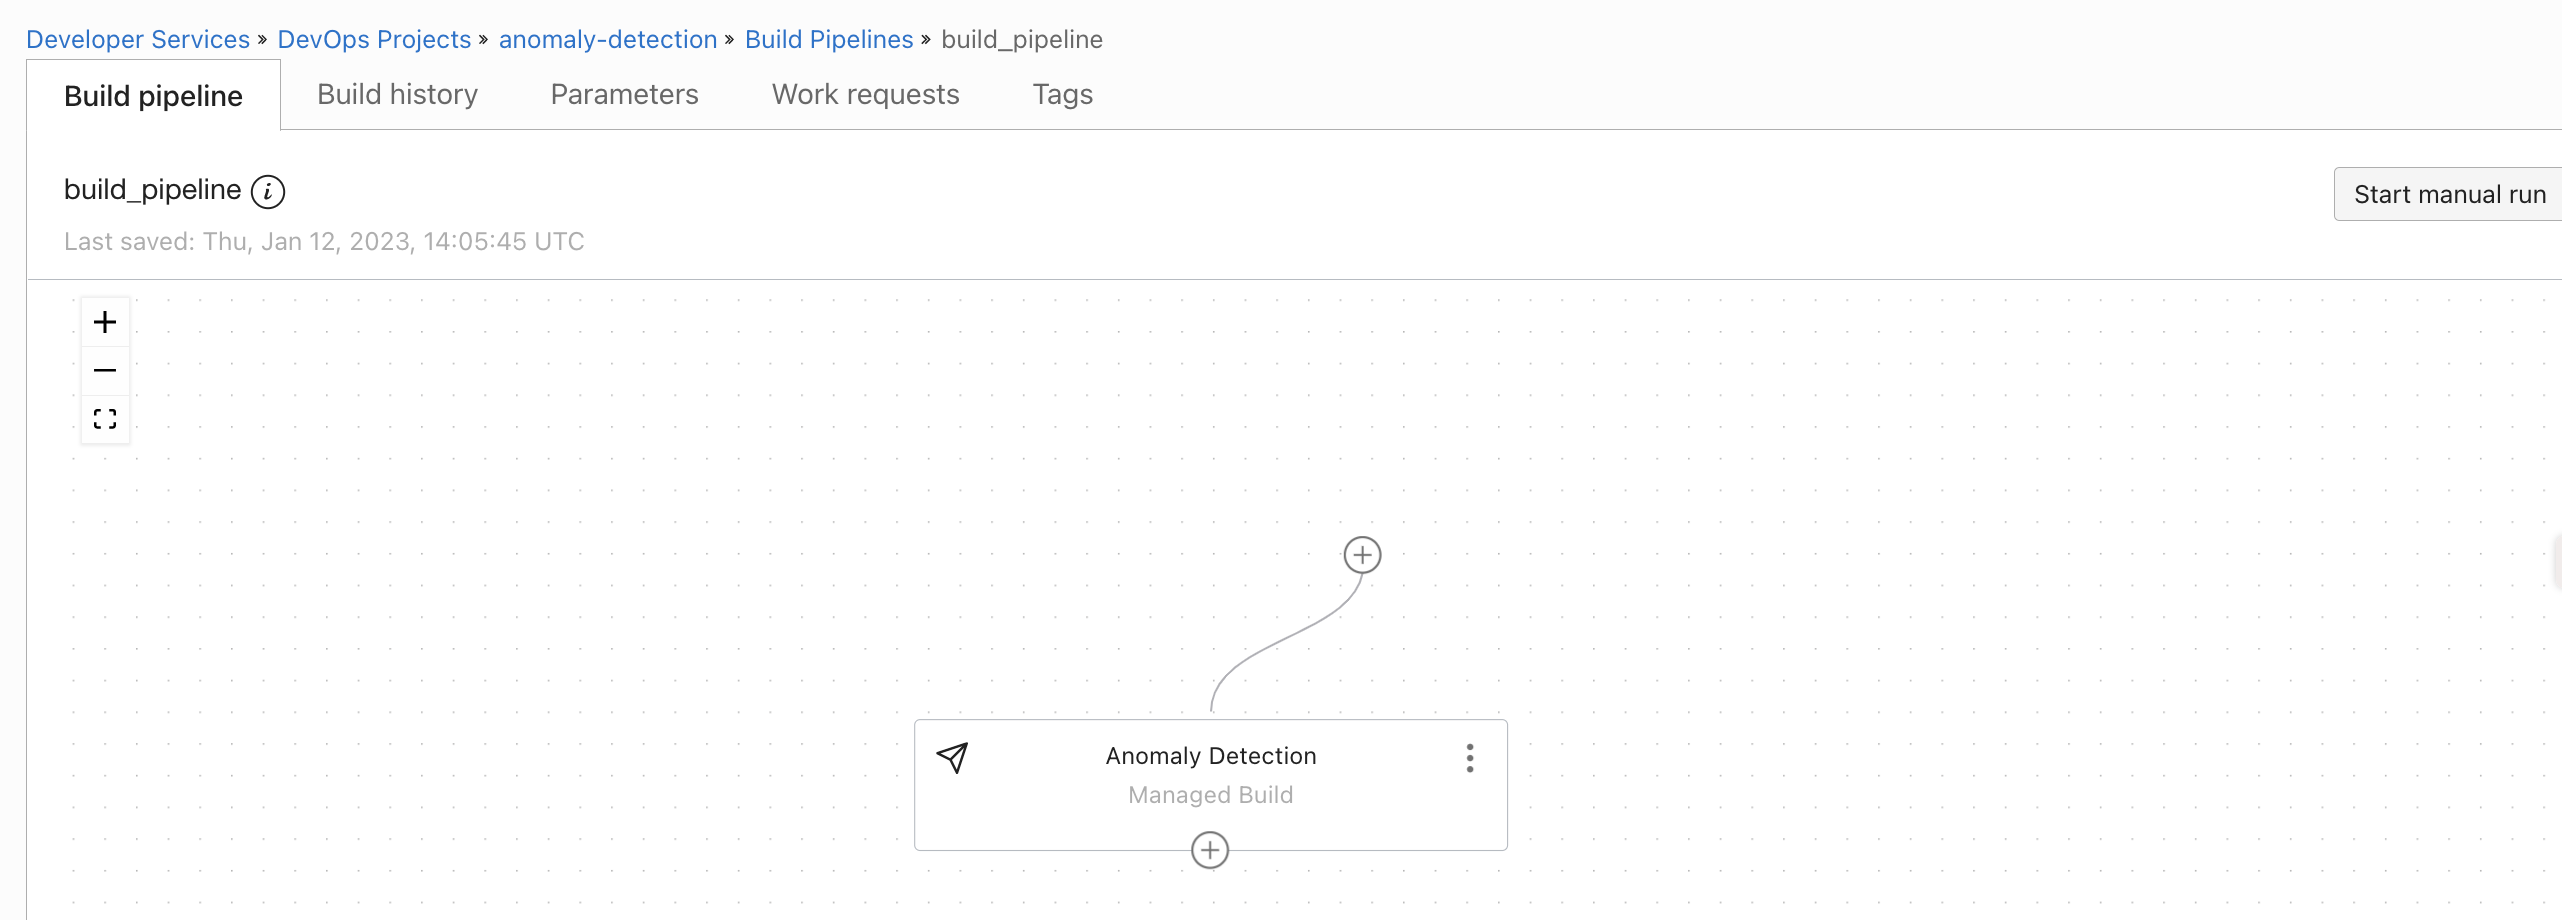 Developer Services » DevOps Projects » anomaly-detection » Build Pipelines » build_pipeline
Build pipeline Build history Parameters Work requests Tags
build_pipeline i
Start manual run
Last saved: Thu, Jan 12, 2023, 14:05:45 UTC
Anomaly Detection
Managed Build